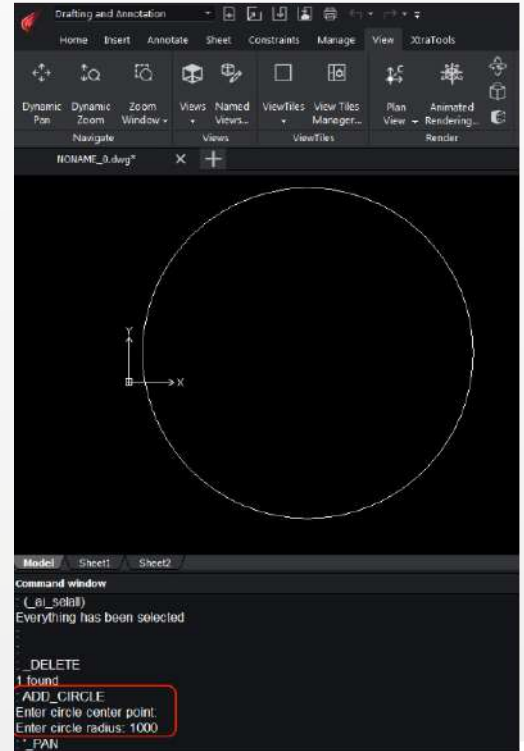 Drafting and Annotation
Home Insert Annotate Sheet Constraints Manage View XtraTools
Dynamic Pan
Dynamic Zoom
Zoom Window
Views
Named Views...
ViewTiles
View Tiles Manager...
Plan View
Animated Rendering...
Navigate Views ViewTiles Render
NONAME_0.dwg*
Y
X
Model Sheet1 Sheet2
Command window
: (_ai_selall)
Everything has been selected
:
:
: _DELETE
1 found
: ADD_CIRCLE
Enter circle center point:
Enter circle radius: 1000
: '_PAN